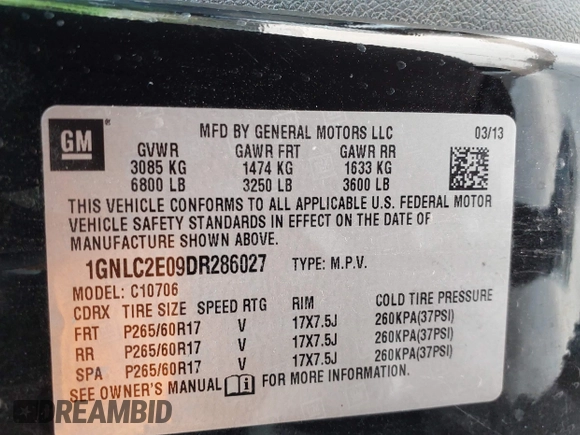 GM
MFD BY GENERAL MOTORS LLC 03/13
GVWR GAWR FRT GAWR RR
3085 KG 1474 KG 1633 KG
6800 LB 3250 LB 3600 LB
THIS VEHICLE CONFORMS TO ALL APPLICABLE U.S. FEDERAL MOTOR
VEHICLE SAFETY STANDARDS IN EFFECT ON THE DATE OF
MANUFACTURE SHOWN ABOVE.
1GNLC2E09DR286027 TYPE: M.P.V.
MODEL: C10706
CDRX TIRE SIZE SPEED RTG RIM COLD TIRE PRESSURE
FRT P265/60R17 V 17X7.5J 260KPA(37PSI)
RR P265/60R17 V 17X7.5J 260KPA(37PSI)
SPA P265/60R17 V 17X7.5J 260KPA(37PSI)
SEE OWNER'S MANUAL i FOR MORE INFORMATION.
DREAMBID